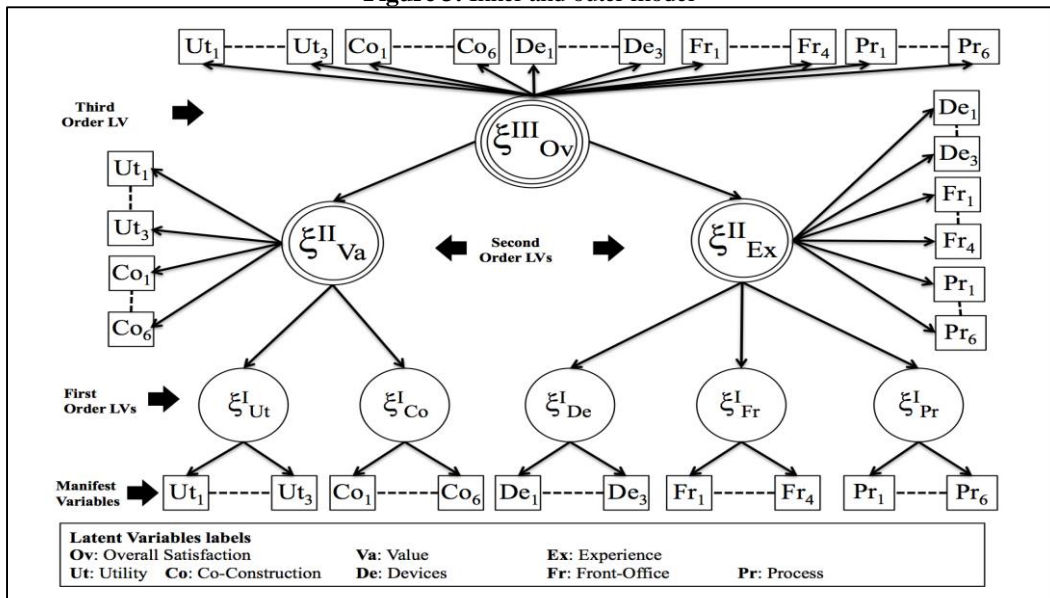 Figure 3: Inner and outer model
Ut1 Ut3 Co1 Co6 De1 De3 Fr1 Fr4 Pr1 Pr6
Third
Order LV
ξIII Ov
De1
De3
Ut1
Ut3
Fr1
Fr4
ξII Va
Second
Order LVs
ξII Ex
Co1
Co6
Pr1
Pr6
First
Order LVs
ξI Ut ξI Co ξI De ξI Fr ξI Pr
Manifest
Variables
Ut1 Ut3 Co1 Co6 De1 De3 Fr1 Fr4 Pr1 Pr6
Latent Variables labels
Ov: Overall Satisfaction Va: Value Ex: Experience
Ut: Utility Co: Co-Construction De: Devices Fr: Front-Office Pr: Process